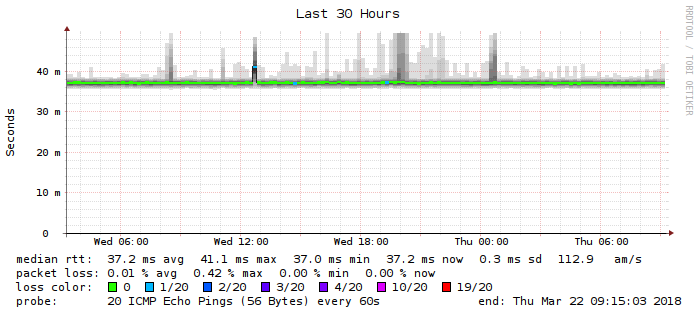 Last 30 Hours
RRDTOOL / TOBI OETIKER
Seconds
40 m
30 m
20 m
10 m
0
Wed 06:00 Wed 12:00 Wed 18:00 Thu 00:00 Thu 06:00
median rtt: 37.2 ms avg 41.1 ms max 37.0 ms min 37.2 ms now 0.3 ms sd 112.9 am/s
packet loss: 0.01 % avg 0.42 % max 0.00 % min 0.00 % now
loss color: 0 1/20 2/20 3/20 4/20 10/20 19/20
probe: 20 ICMP Echo Pings (56 Bytes) every 60s end: Thu Mar 22 09:15:03 2018